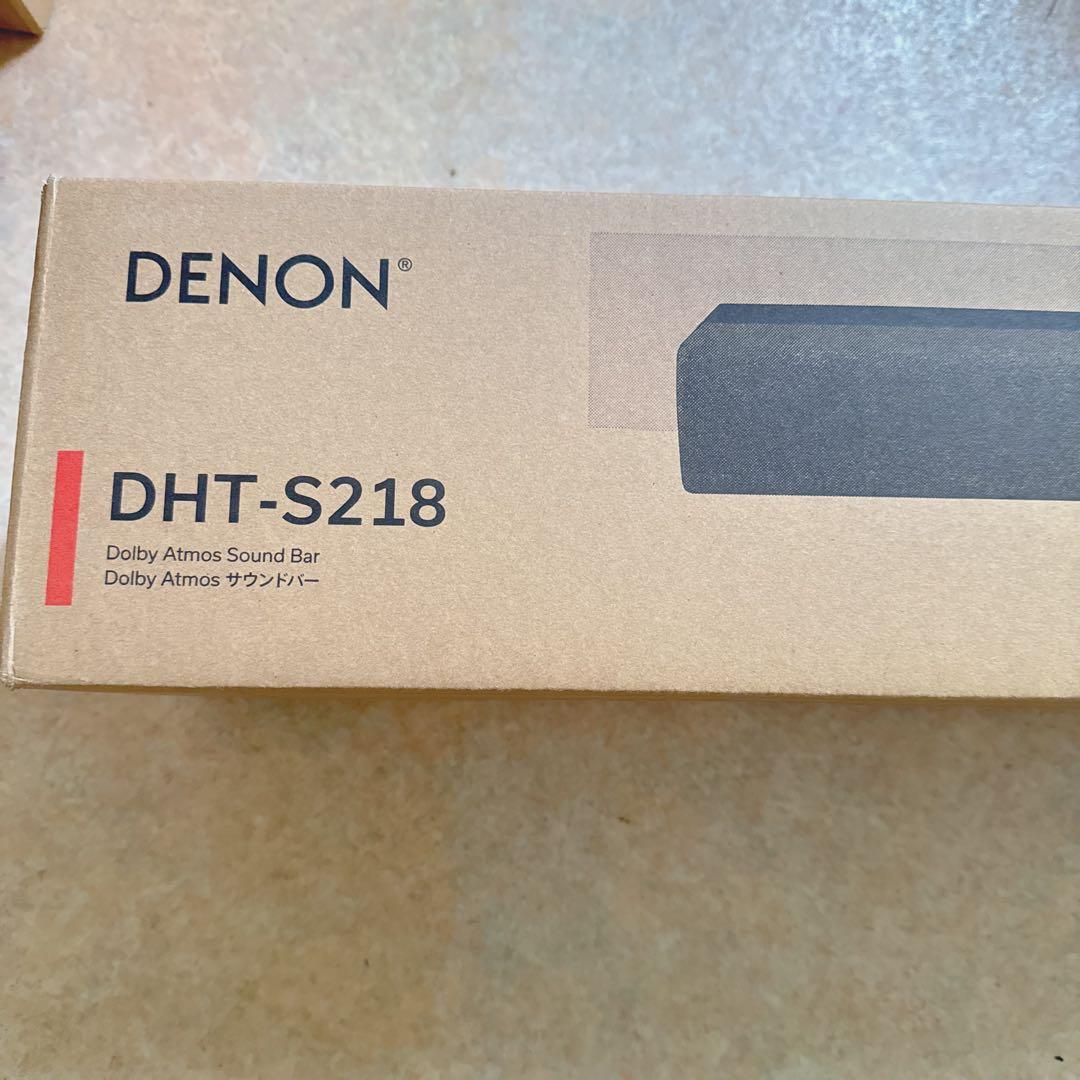 DENON®
DHT-S218
Dolby Atmos Sound Bar
Dolby Atmos サウンドバー